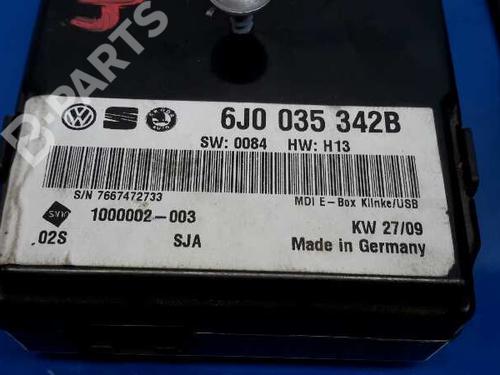 B-PARTS
6J0 035 342B
SW: 0084 HW: H13
S/N 7667472733
MDI E-Box Klinke/USB
1000002-003
KW 27/09
02S
SJA
Made in Germany